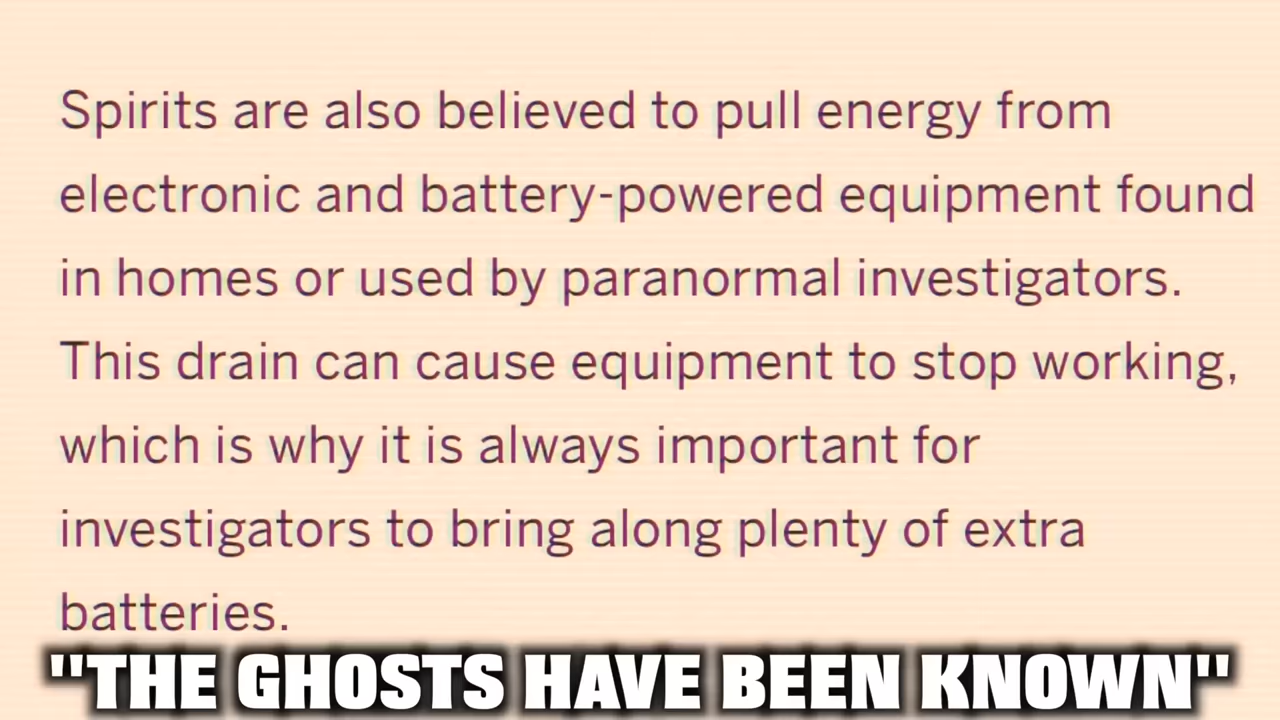 Spirits are also believed to pull energy from
electronic and battery-powered equipment found
in homes or used by paranormal investigators.
This drain can cause equipment to stop working,
which is why it is always important for
investigators to bring along plenty of extra
batteries.
"THE GHOSTS HAVE BEEN KNOWN"